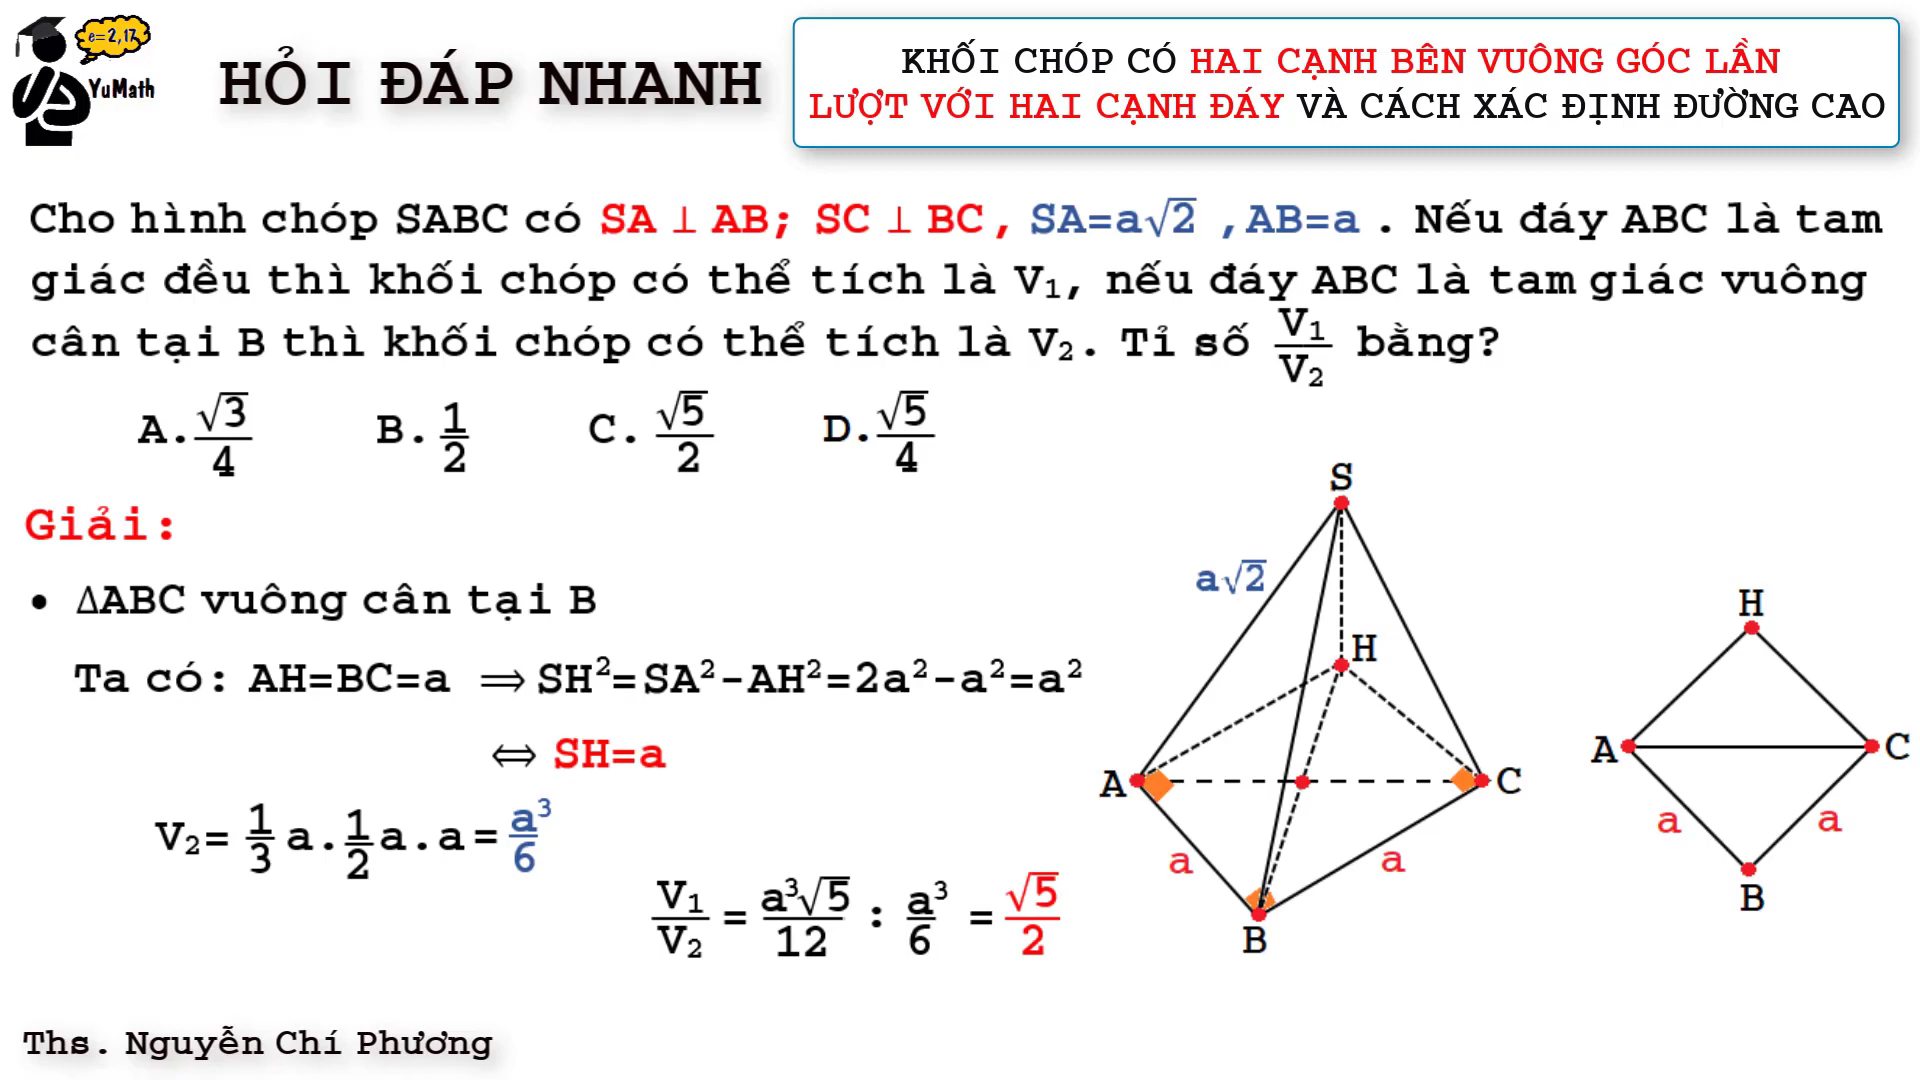 e=2,17
YuMath
HỎI ĐÁP NHANH
KHỐI CHÓP CÓ HAI CẠNH BÊN VUÔNG GÓC LẦN
LƯỢT VỚI HAI CẠNH ĐÁY VÀ CÁCH XÁC ĐỊNH ĐƯỜNG CAO
Cho hình chóp SABC có SA ⊥ AB; SC ⊥ BC, SA=a√2 ,AB=a . Nếu đáy ABC là tam
giác đều thì khối chóp có thể tích là V₁, nếu đáy ABC là tam giác vuông
cân tại B thì khối chóp có thể tích là V₂. Tỉ số V₁/V₂ bằng?
A. √3/4 B. 1/2 C. √5/2 D. √5/4
Giải:
• ΔABC vuông cân tại B
Ta có: AH=BC=a ⟹ SH²=SA²-AH²=2a²-a²=a²
⟺ SH=a
V₂= 1/3 a. 1/2 a.a = a³/6
V₁/V₂ = a³√5/12 : a³/6 = √5/2
S
a√2
H
A
C
a
a
B
H
A
C
a
a
B
Ths. Nguyễn Chí Phương